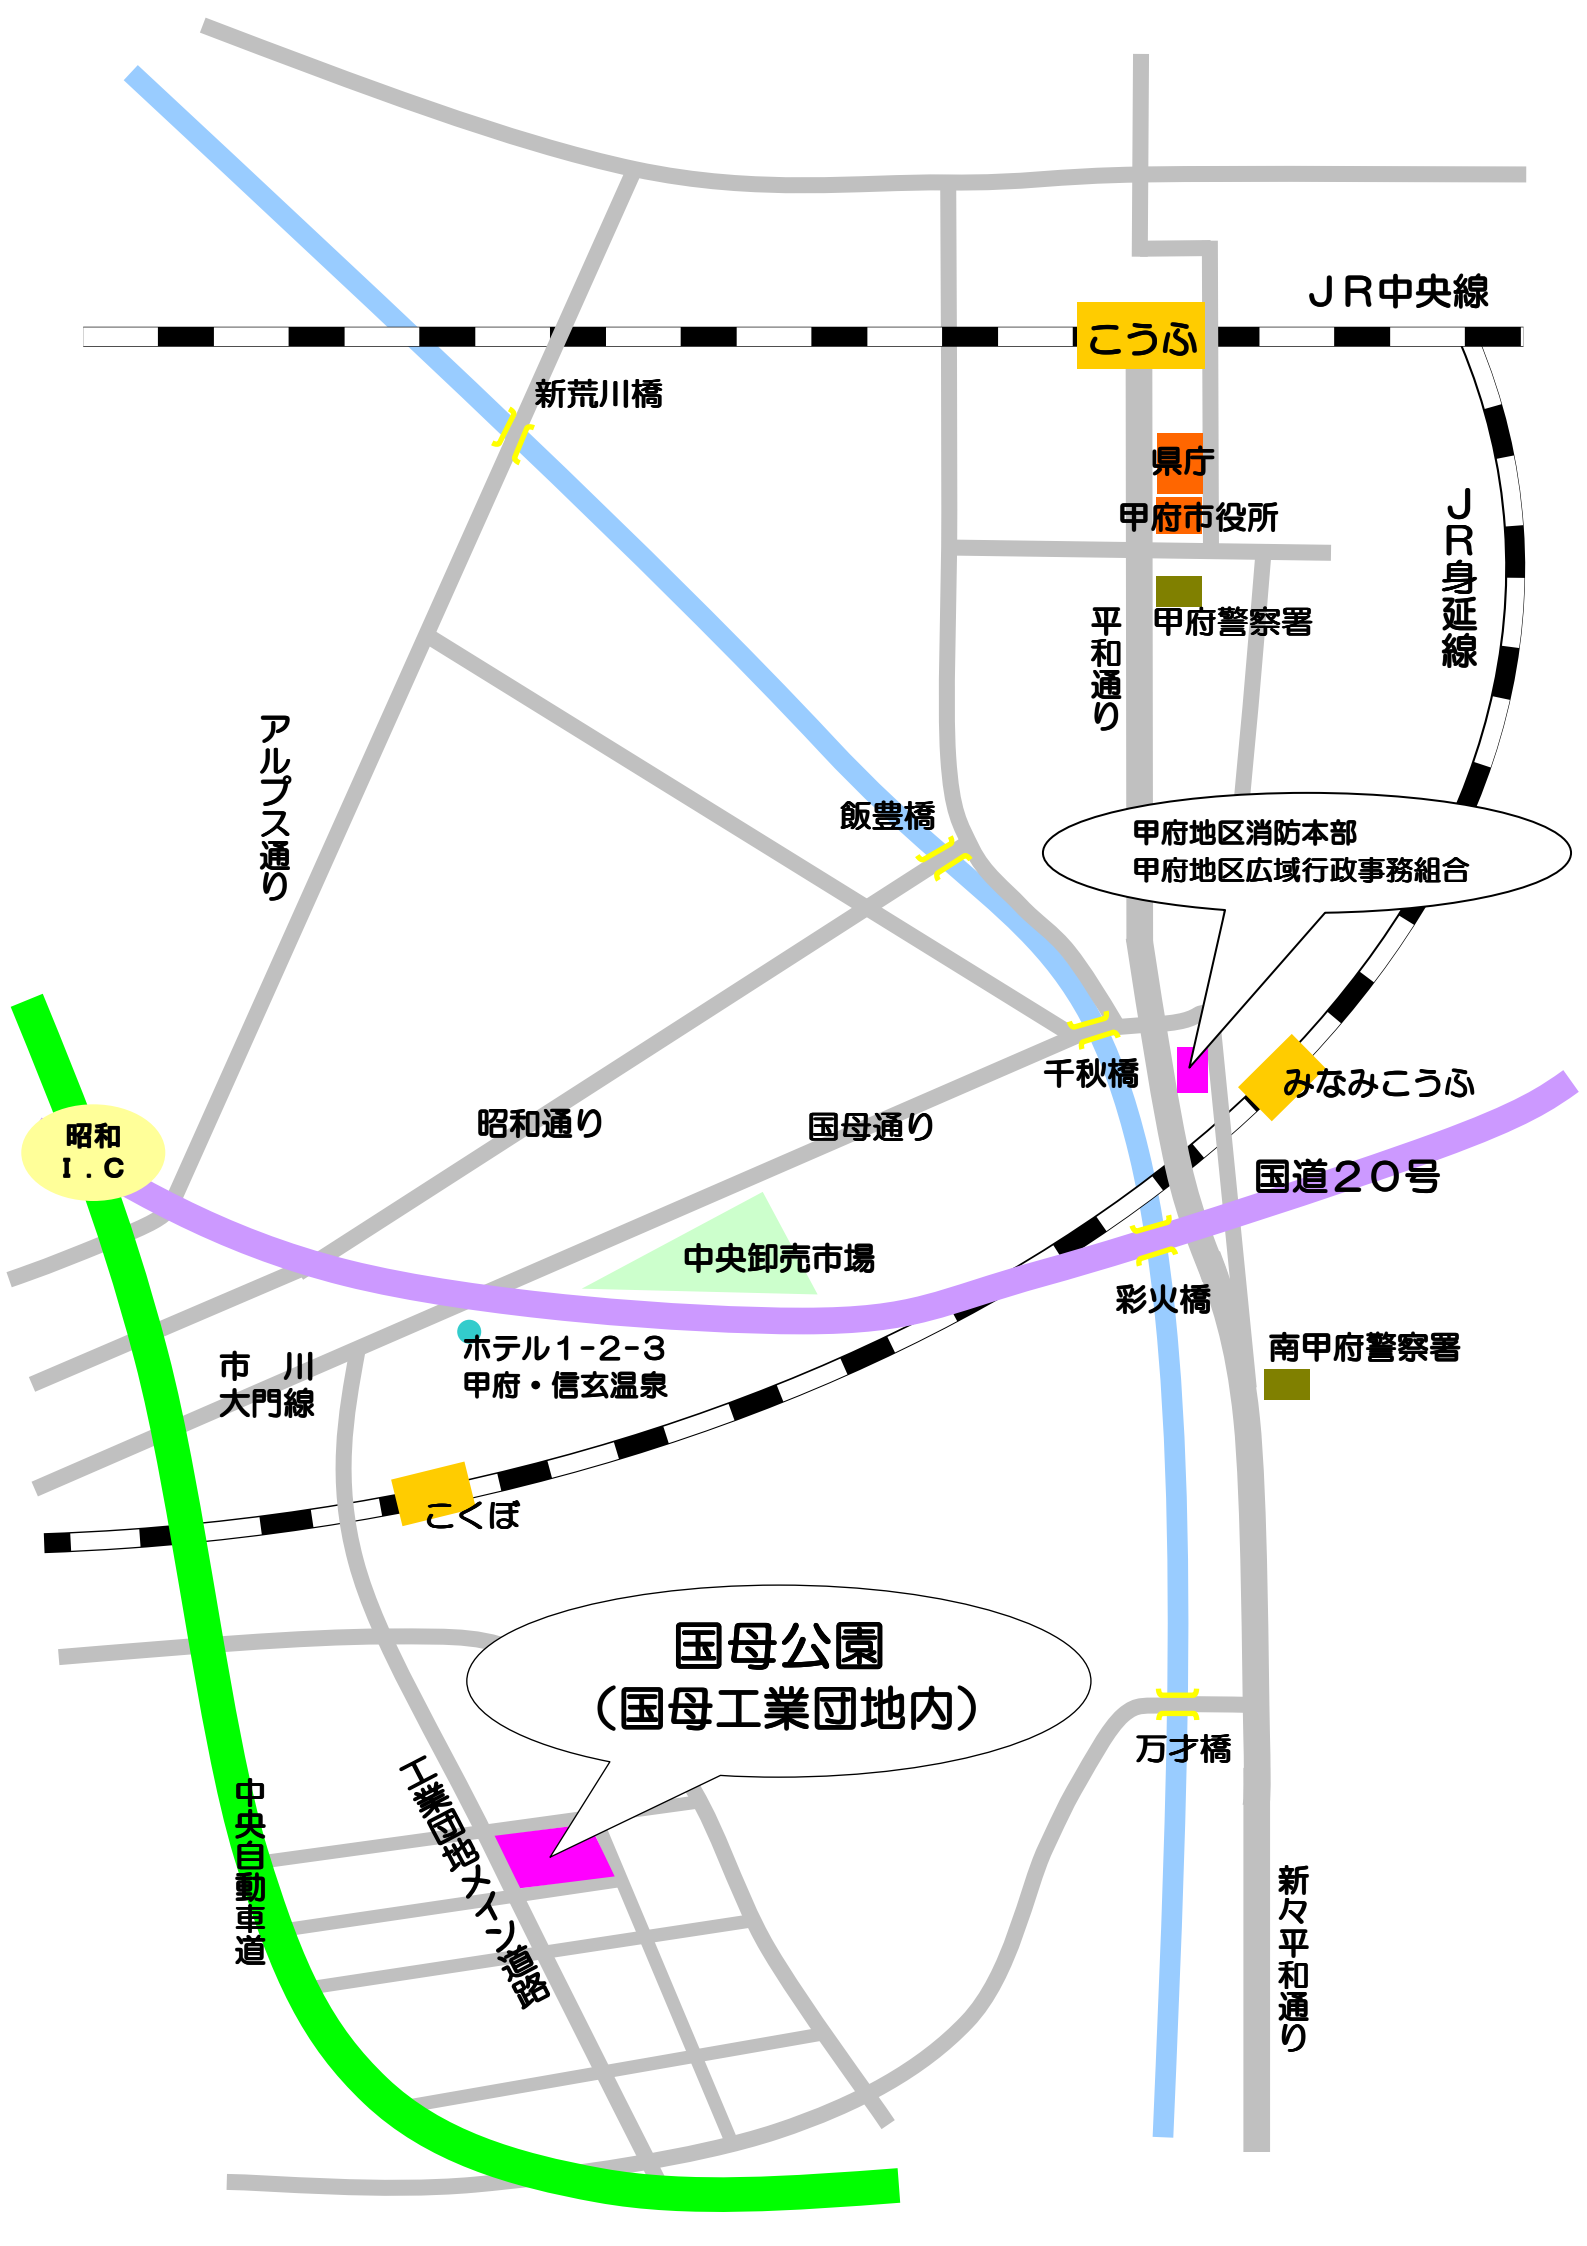 ＪＲ中央線
こうふ
新荒川橋
県庁
甲府市役所
ＪＲ身延線
甲府警察署
平和通り
アルプス通り
飯豊橋
甲府地区消防本部
甲府地区広域行政事務組合
千秋橋
みなみこうふ
昭和通り
国母通り
昭和
Ｉ．Ｃ
国道２０号
中央卸売市場
彩火橋
南甲府警察署
ホテル１-２-３
甲府・信玄温泉
市　川
大門線
こくぼ
国母公園
（国母工業団地内）
万才橋
工業団地メイン道路
中央自動車道
新々平和通り